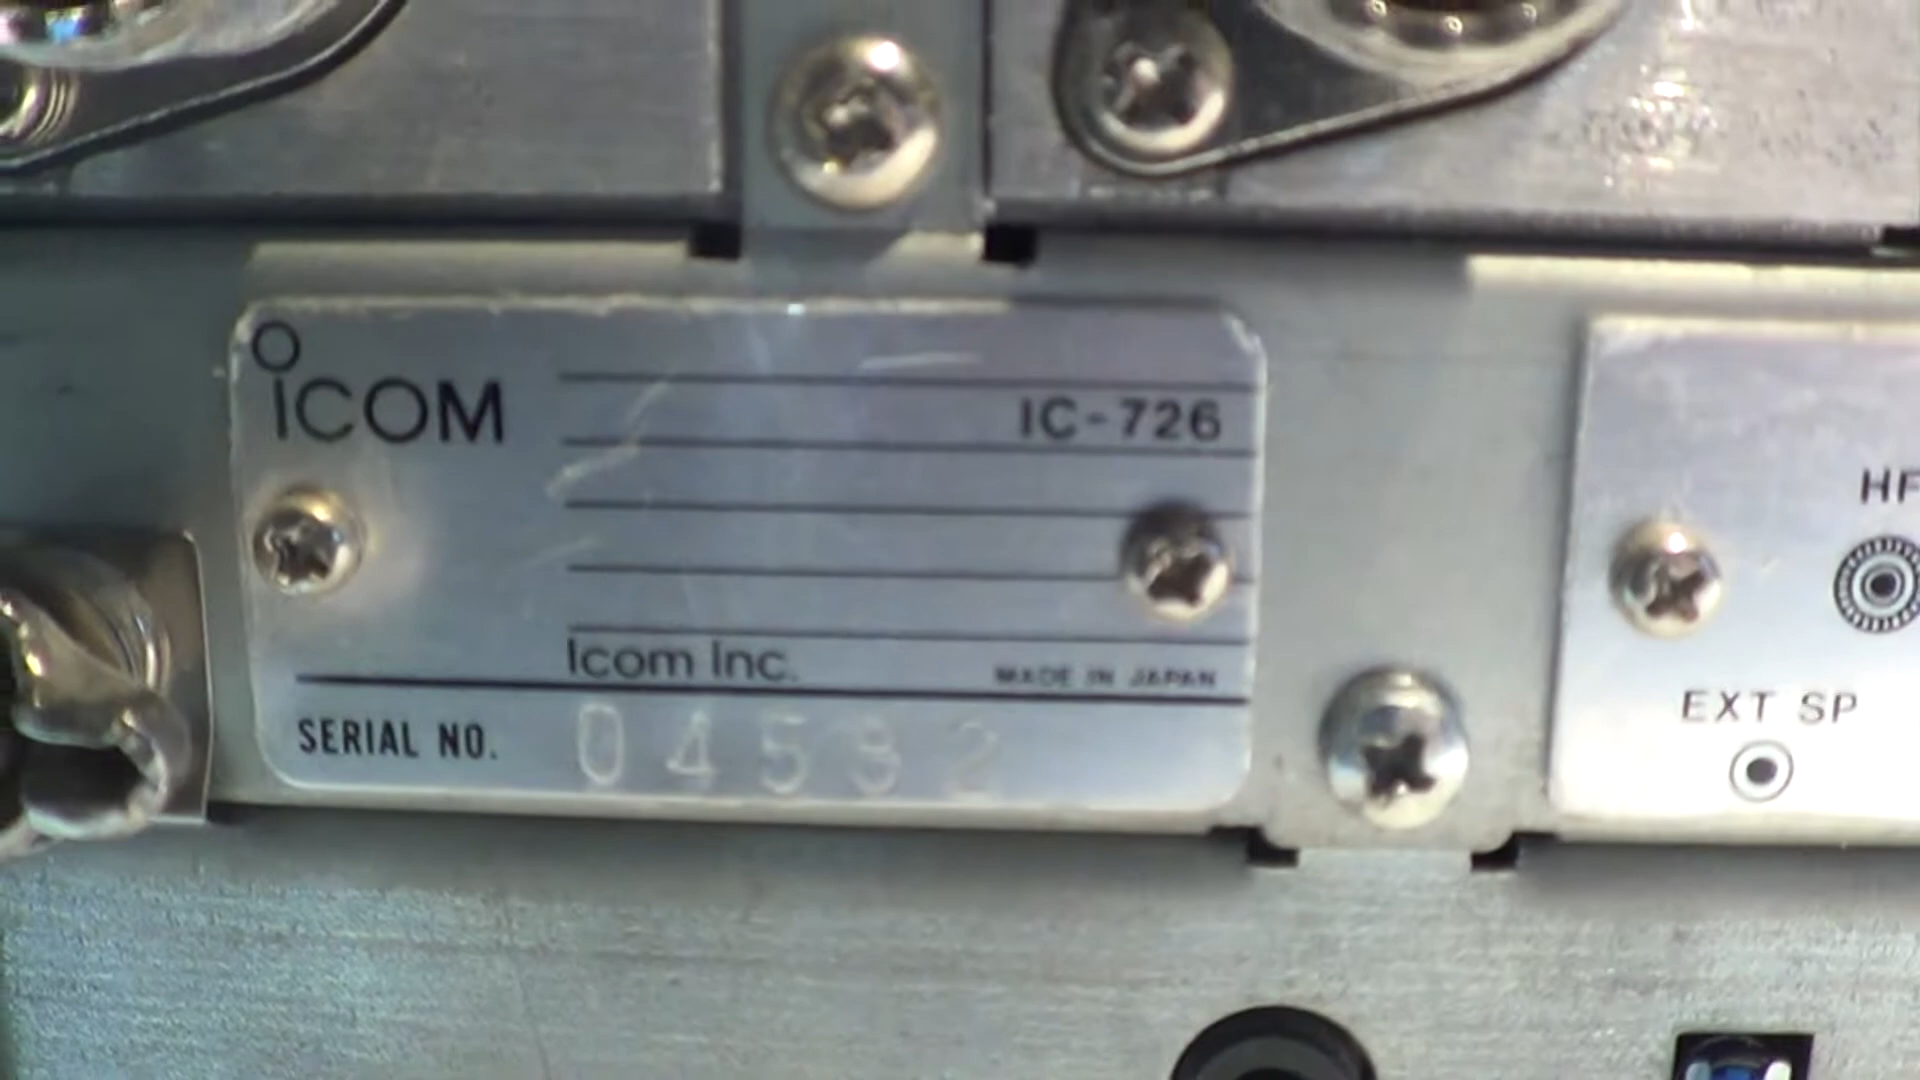 ICOM
IC-726
Icom Inc.
MADE IN JAPAN
SERIAL NO. 04532
HF
EXT SP